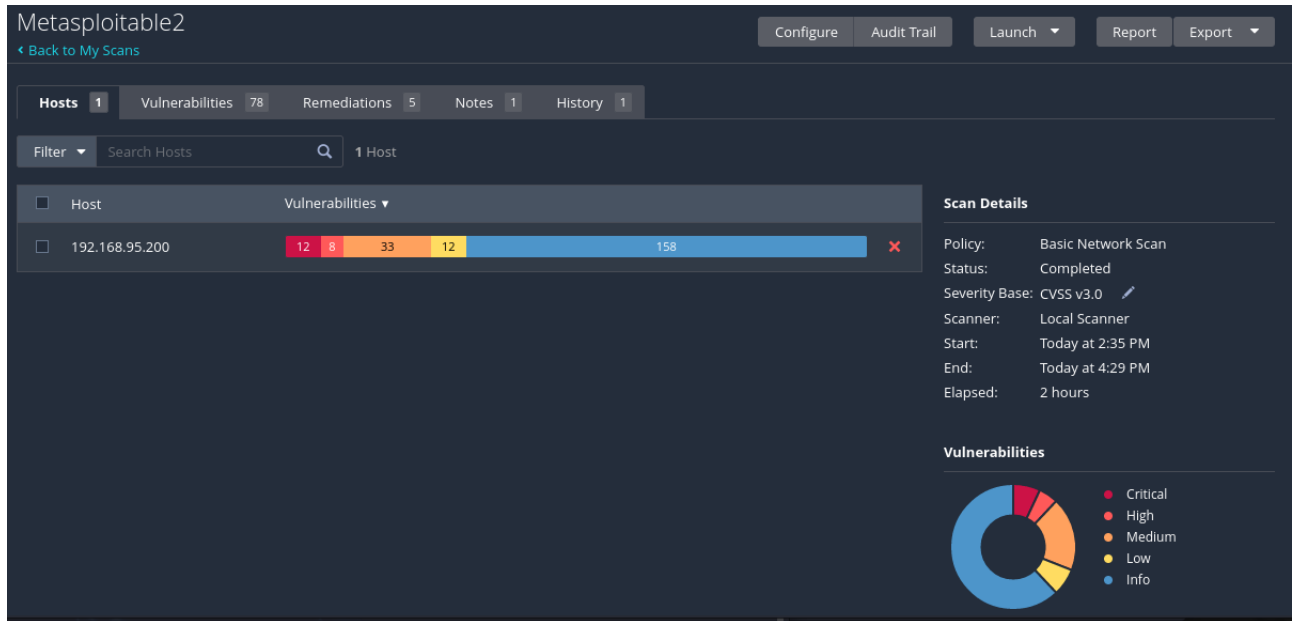 Metasploitable2
Configure Audit Trail Launch Report Export
Back to My Scans
Hosts 1 Vulnerabilities 78 Remediations 5 Notes 1 History 1
Filter Search Hosts 1 Host
Host Vulnerabilities
192.168.95.200 12 8 33 12 158
Scan Details
Policy: Basic Network Scan
Status: Completed
Severity Base: CVSS v3.0
Scanner: Local Scanner
Start: Today at 2:35 PM
End: Today at 4:29 PM
Elapsed: 2 hours
Vulnerabilities
Critical
High
Medium
Low
Info